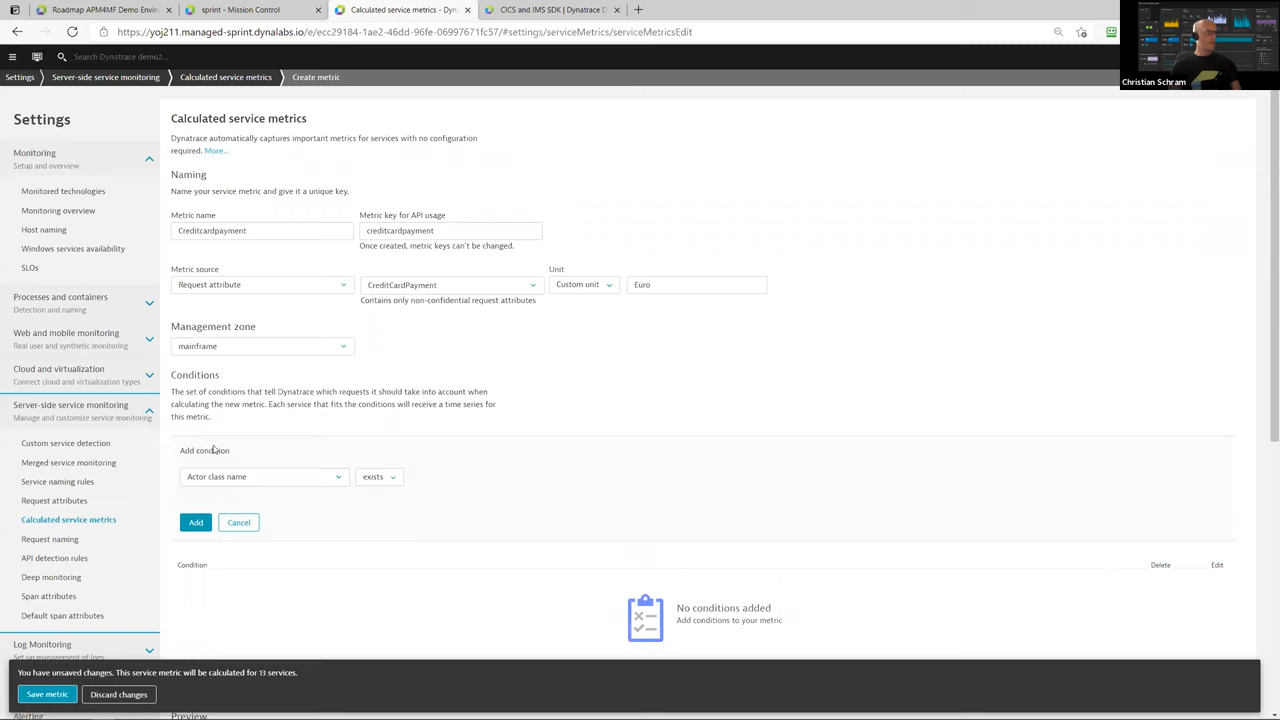 Roadmap APM4MF Demo Envir
sprint - Mission Control
Calculated service metrics - Dyna
CICS and IMS SDK | Dynatrace D
https://yoj211.managed-sprint.dynalabs.io/e/ecc29184-1ae2-46dd-96fe-06997671fc57/#settings/serviceMetricsEdit
Search Dynatrace demo2...
Settings
Server-side service monitoring
Calculated service metrics
Create metric
Christian Schram
Settings
Monitoring
Setup and overview
Monitored technologies
Monitoring overview
Host naming
Windows services availability
SLOs
Processes and containers
Detection and naming
Web and mobile monitoring
Real user and synthetic monitoring
Cloud and virtualization
Connect cloud and virtualization types
Server-side service monitoring
Manage and customize service monitoring
Custom service detection
Merged service monitoring
Service naming rules
Request attributes
Calculated service metrics
Request naming
API detection rules
Deep monitoring
Span attributes
Default span attributes
Log Monitoring
Set up management of logs
Alerting
Calculated service metrics
Dynatrace automatically captures important metrics for services with no configuration
required. More...
Naming
Name your service metric and give it a unique key.
Metric name
Metric key for API usage
Creditcardpayment
creditcardpayment
Once created, metric keys can't be changed.
Metric source
Unit
Request attribute
CreditCardPayment
Custom unit
Euro
Contains only non-confidential request attributes
Management zone
mainframe
Conditions
The set of conditions that tell Dynatrace which requests it should take into account when
calculating the new metric. Each service that fits the conditions will receive a time series for
this metric.
Add condition
Actor class name
exists
Add
Cancel
Condition
Delete
Edit
No conditions added
Add conditions to your metric
You have unsaved changes. This service metric will be calculated for 13 services.
Save metric
Discard changes
Preview